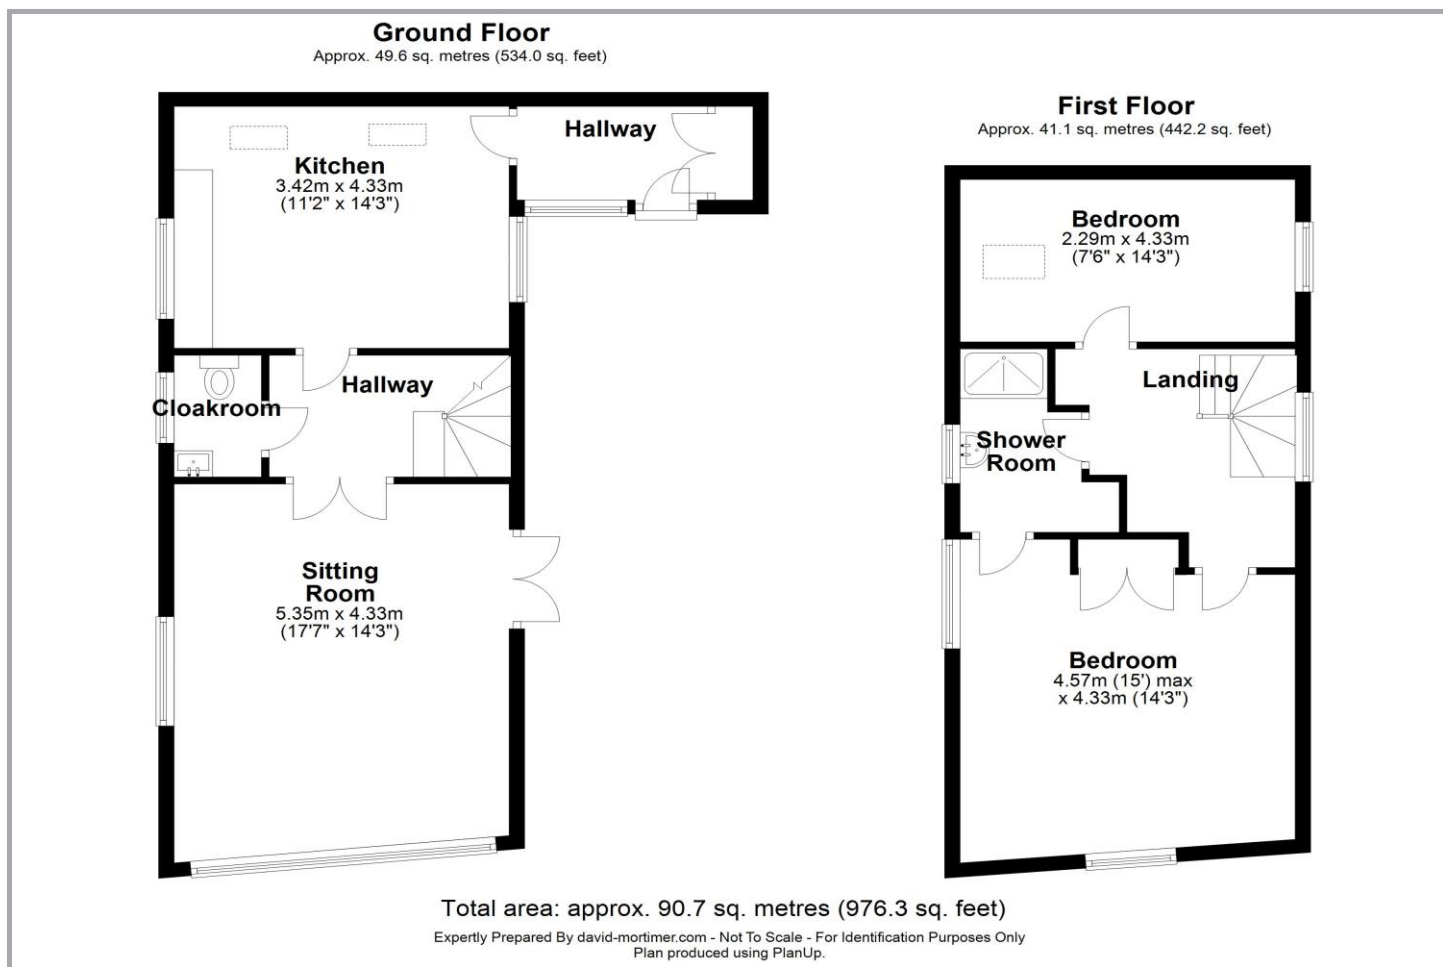 Ground Floor
Approx. 49.6 sq. metres (534.0 sq. feet)
Hallway
Kitchen
3.42m x 4.33m
(11'2" x 14'3")
Hallway
Cloakroom
Sitting
Room
5.35m x 4.33m
(17'7" x 14'3")
First Floor
Approx. 41.1 sq. metres (442.2 sq. feet)
Bedroom
2.29m x 4.33m
(7'6" x 14'3")
Landing
Shower
Room
Bedroom
4.57m (15') max
x 4.33m (14'3")
Total area: approx. 90.7 sq. metres (976.3 sq. feet)
Expertly Prepared By david-mortimer.com - Not To Scale - For Identification Purposes Only
Plan produced using PlanUp.